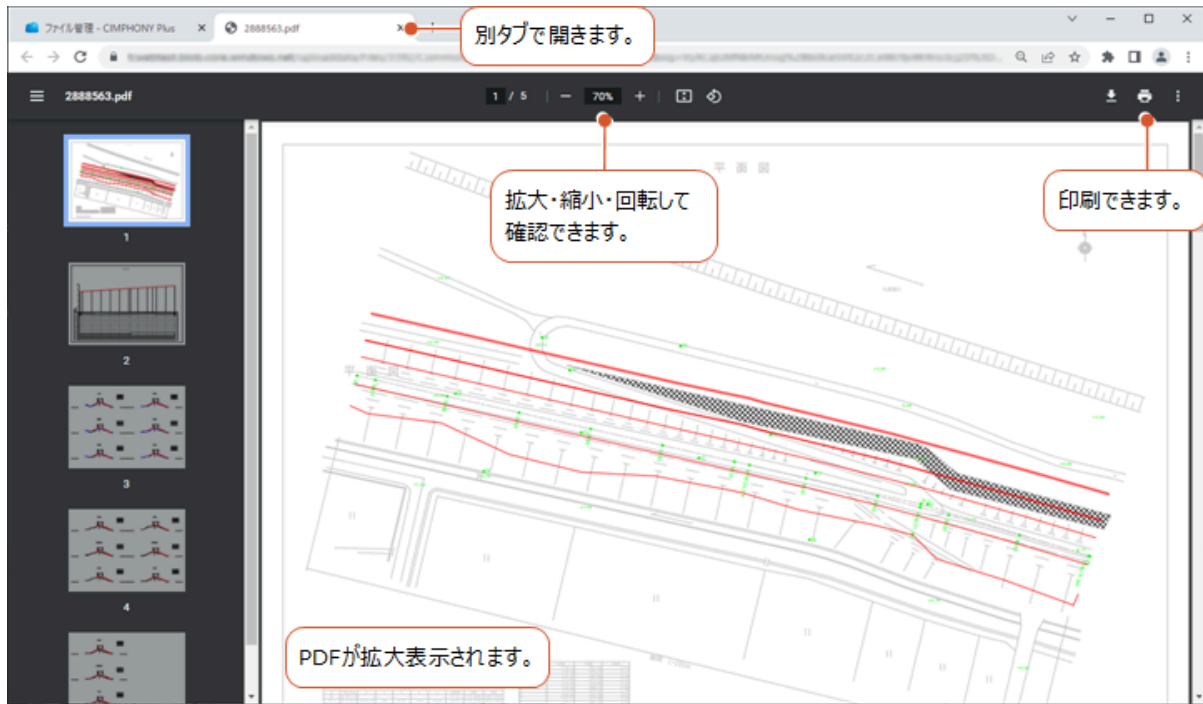 ファイル管理 - CIMPHONY Plus
2888563.pdf
別タブで開きます。
2888563.pdf
1 / 5
70%
拡大・縮小・回転して
確認できます。
印刷できます。
平面図
平面図
1
2
3
4
PDFが拡大表示されます。